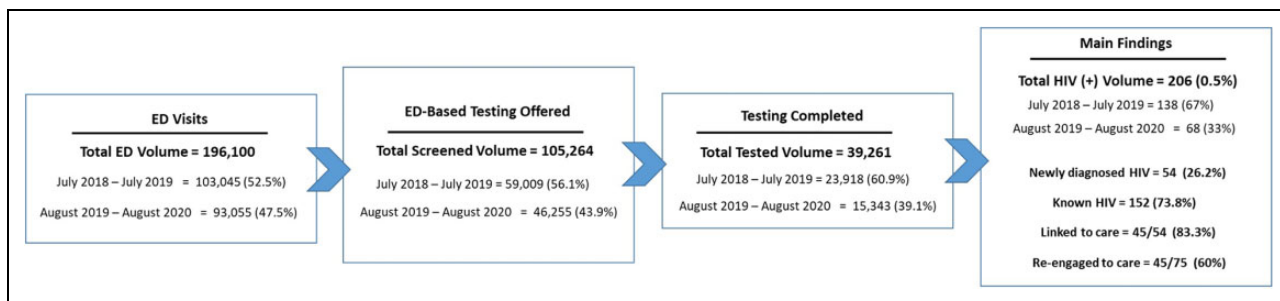 ED Visits
Total ED Volume = 196,100
July 2018 – July 2019 = 103,045 (52.5%)
August 2019 – August 2020 = 93,055 (47.5%)
ED-Based Testing Offered
Total Screened Volume = 105,264
July 2018 – July 2019 = 59,009 (56.1%)
August 2019 – August 2020 = 46,255 (43.9%)
Testing Completed
Total Tested Volume = 39,261
July 2018 – July 2019 = 23,918 (60.9%)
August 2019 – August 2020 = 15,343 (39.1%)
Main Findings
Total HIV (+) Volume = 206 (0.5%)
July 2018 – July 2019 = 138 (67%)
August 2019 – August 2020 = 68 (33%)
Newly diagnosed HIV = 54 (26.2%)
Known HIV = 152 (73.8%)
Linked to care = 45/54 (83.3%)
Re-engaged to care = 45/75 (60%)